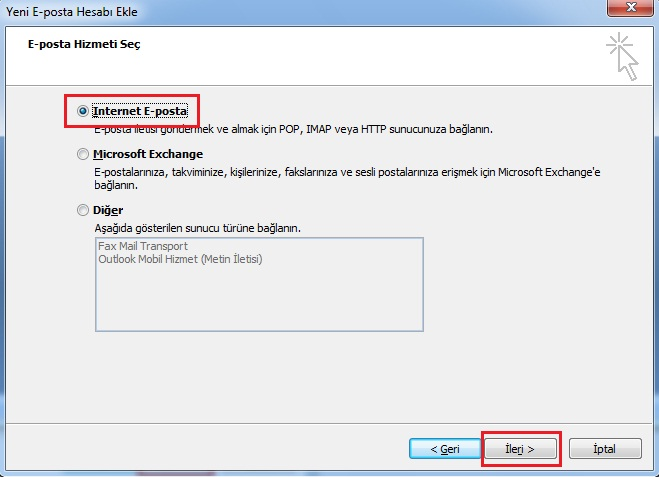 Yeni E-posta Hesabı Ekle
E-posta Hizmeti Seç
Internet E-posta
E-posta iletisi göndermek ve almak için POP, IMAP veya HTTP sunucunuza bağlanın.
Microsoft Exchange
E-postalarınıza, takviminize, kişilerinize, fakslarınıza ve sesli postalarınıza erişmek için Microsoft Exchange'e
bağlanın.
Diğer
Aşağıda gösterilen sunucu türüne bağlanın.
Fax Mail Transport
Outlook Mobil Hizmet (Metin İletisi)
< Geri
İleri >
İptal